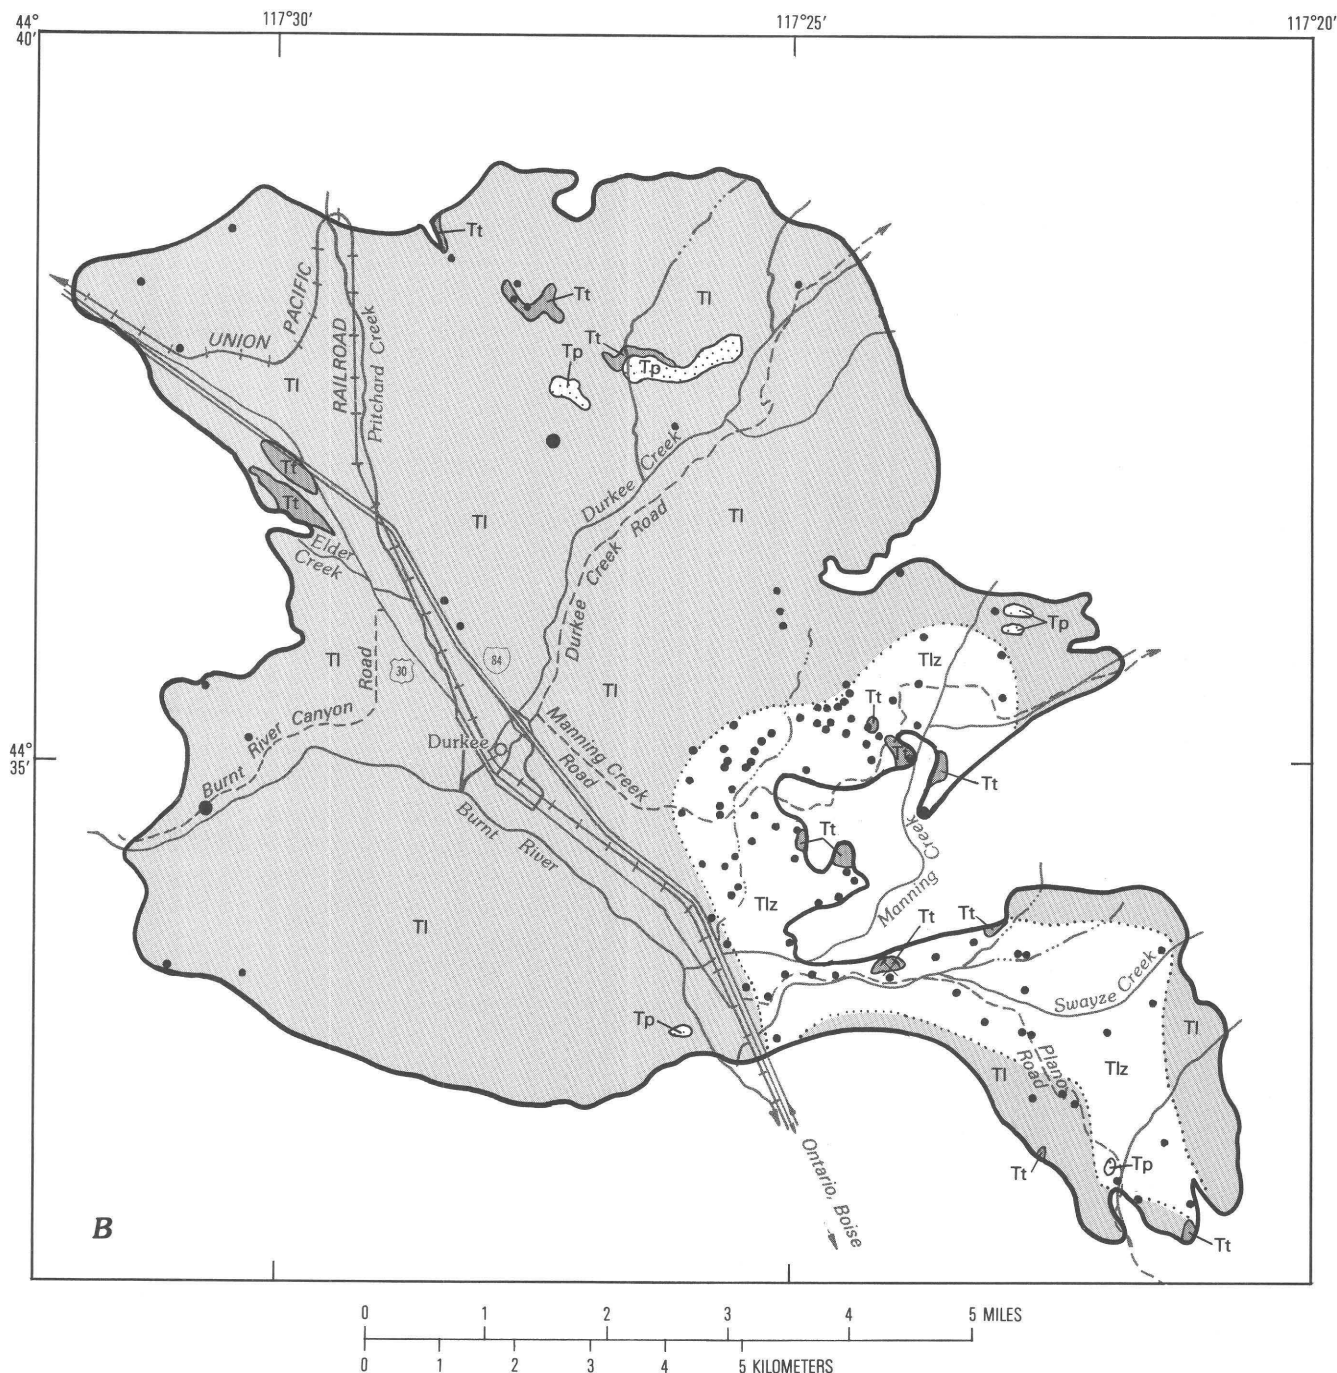 44°
40'
117°30'
117°25'
117°20'
Tt
UNION
PACIFIC
RAILROAD
Pritchard Creek
Tl
Tt
Tl
Tt
Tp
Tp
Tl
Tt
Tt
Durkee Creek
Durkee Creek Road
Tl
Tl
Elder
Creek
Tl
Road
30
84
Tl
Tp
Tlz
Tt
Burnt River Canyon
Durkee
Manning Creek
Road
44°
35'
Tt
Tt
Burnt River
Tt
Manning Creek
Tlz
Tl
Tt
Tt
Swayze Creek
Tp
Tl
Plano
Road
Tl
Tlz
Tt
Tp
Tt
Ontario, Boise
B
0 1 2 3 4 5 MILES
0 1 2 3 4 5 KILOMETERS